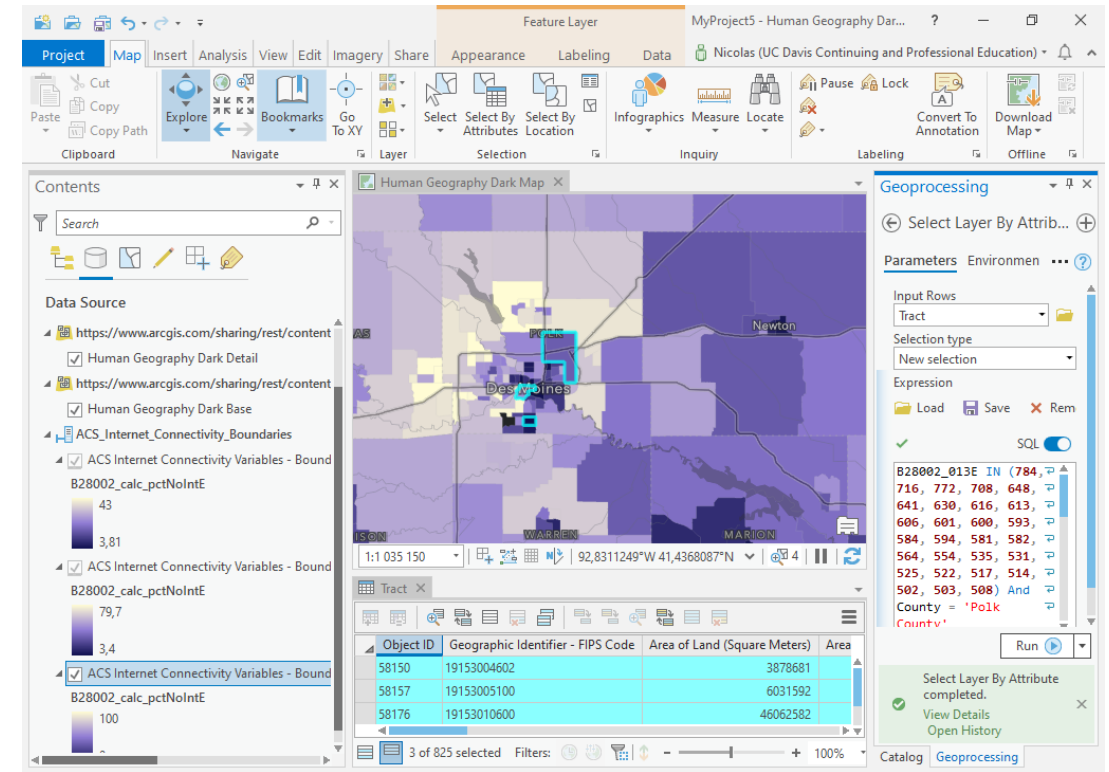 Feature Layer
MyProject5 - Human Geography Dar...
?
Project Map Insert Analysis View Edit Imagery Share Appearance Labeling Data
Nicolas (UC Davis Continuing and Professional Education)
Paste
Cut
Copy
Copy Path
Clipboard
Explore
Bookmarks
Go To XY
Navigate
Layer
Select
Select By Attributes
Select By Location
Selection
Infographics
Measure
Locate
Inquiry
Pause
Lock
Convert To Annotation
Labeling
Download Map
Offline
Contents
Search
Data Source
https://www.arcgis.com/sharing/rest/content
Human Geography Dark Detail
https://www.arcgis.com/sharing/rest/content
Human Geography Dark Base
ACS_Internet_Connectivity_Boundaries
ACS Internet Connectivity Variables - Bound
B28002_calc_pctNoIntE
43
3,81
ACS Internet Connectivity Variables - Bound
B28002_calc_pctNoIntE
79,7
3,4
ACS Internet Connectivity Variables - Bound
B28002_calc_pctNoIntE
100
Human Geography Dark Map
AS
POLK
Newton
Des Moines
ISON
WARREN
MARION
1:1 035 150
92,8311249°W 41,4368087°N
4
Tract
Object ID Geographic Identifier - FIPS Code Area of Land (Square Meters) Area
58150 19153004602 3878681
58157 19153005100 6031592
58176 19153010600 46062582
3 of 825 selected Filters: - + 100%
Geoprocessing
Select Layer By Attrib...
Parameters Environmen ... ?
Input Rows
Tract
Selection type
New selection
Expression
Load Save Rem
SQL
B28002_013E IN (784,
716, 772, 708, 648,
641, 630, 616, 613,
606, 601, 600, 593,
584, 594, 581, 582,
564, 554, 535, 531,
525, 522, 517, 514,
502, 503, 508) And
County = 'Polk
County'
Run
Select Layer By Attribute
completed.
View Details
Open History
Catalog Geoprocessing